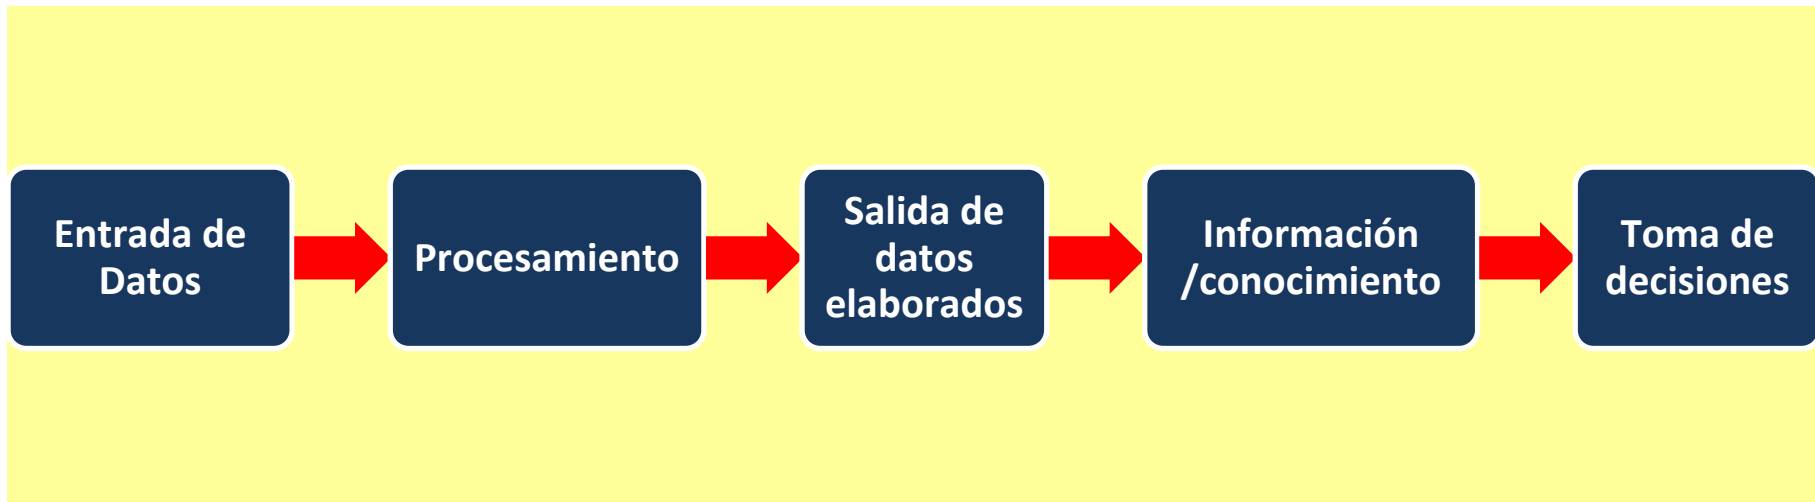 Entrada de
Datos
Procesamiento
Salida de
datos
elaborados
Información
/conocimiento
Toma de
decisiones